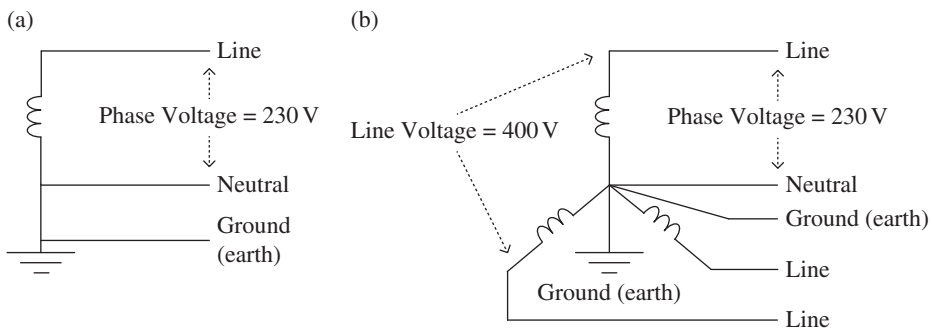 (a)
Line
Phase Voltage = 230 V
Neutral
Ground
(earth)
(b)
Line
Line Voltage = 400 V
Phase Voltage = 230 V
Neutral
Ground (earth)
Line
Ground (earth)
Line